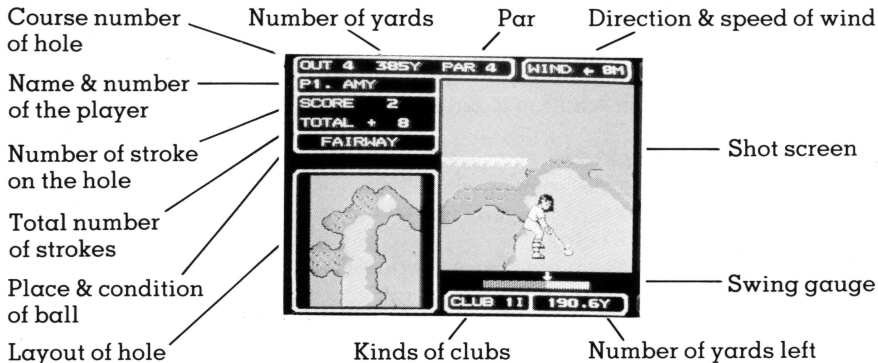 Course number
of hole
Number of yards
Par
Direction & speed of wind
Name & number
of the player
Number of stroke
on the hole
Total number
of strokes
Place & condition
of ball
Layout of hole
OUT 4 385Y PAR 4
WIND ← 8M
P1. AMY
SCORE 2
TOTAL + 8
FAIRWAY
CLUB 1I
190.6Y
Shot screen
Swing gauge
Kinds of clubs
Number of yards left